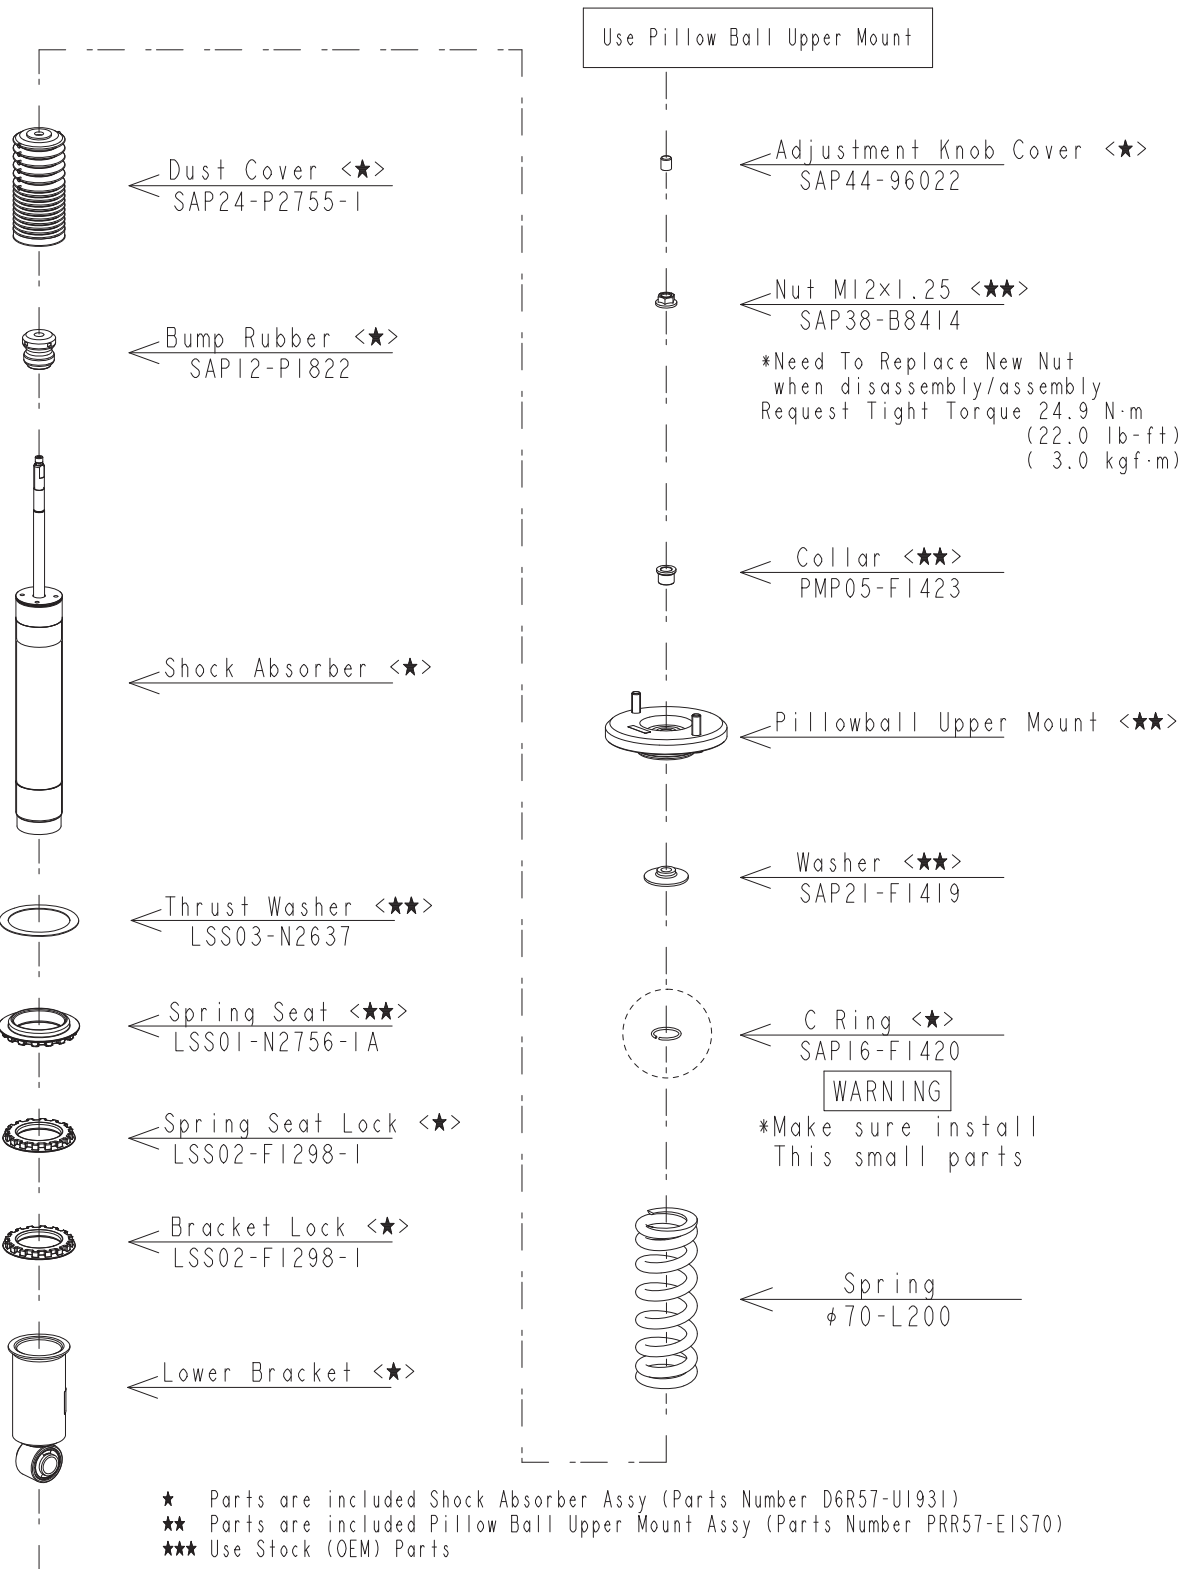 Use Pillow Ball Upper Mount
Dust Cover <★>
SAP24-P2755-1
Bump Rubber <★>
SAP12-P1822
Shock Absorber <★>
Thrust Washer <★★>
LSS03-N2637
Spring Seat <★★>
LSS01-N2756-1A
Spring Seat Lock <★>
LSS02-F1298-1
Bracket Lock <★>
LSS02-F1298-1
Lower Bracket <★>
Adjustment Knob Cover <★>
SAP44-96022
Nut M12×1.25 <★★>
SAP38-B8414
*Need To Replace New Nut
when disassembly/assembly
Request Tight Torque 24.9 N·m
(22.0 lb-ft)
( 3.0 kgf·m)
Collar <★★>
PMP05-F1423
Pillowball Upper Mount <★★>
Washer <★★>
SAP21-F1419
C Ring <★>
SAP16-F1420
WARNING
*Make sure install
This small parts
Spring
φ70-L200
★ Parts are included Shock Absorber Assy (Parts Number D6R57-U1931)
★★ Parts are included Pillow Ball Upper Mount Assy (Parts Number PRR57-E1S70)
★★★ Use Stock (OEM) Parts